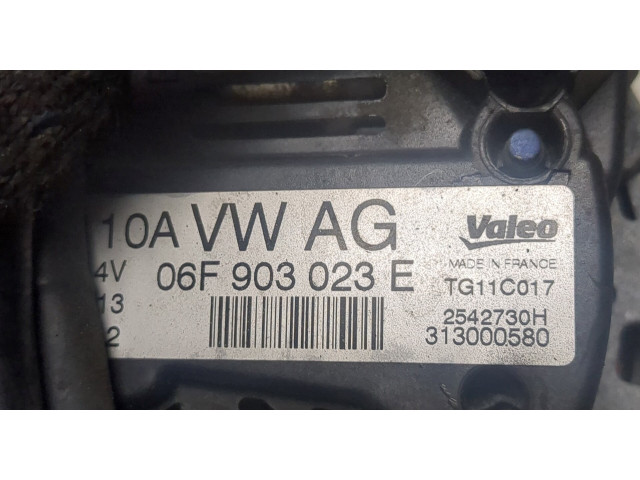 10A VW AG
Valeo
MADE IN FRANCE
4V
06F 903 023 E
TG11C017
13
2542730H
2
313000580